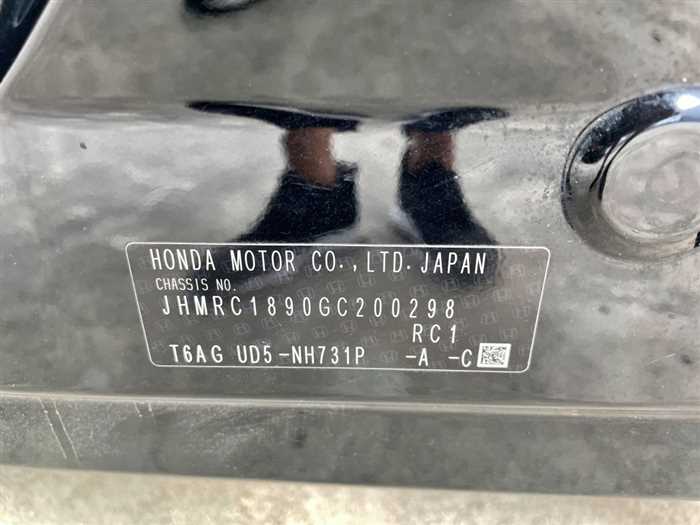 HONDA MOTOR CO.,LTD.JAPAN
CHASSIS NO.
JHMRC1890GC200298
RC1
T6AG UD5-NH731P -A -C